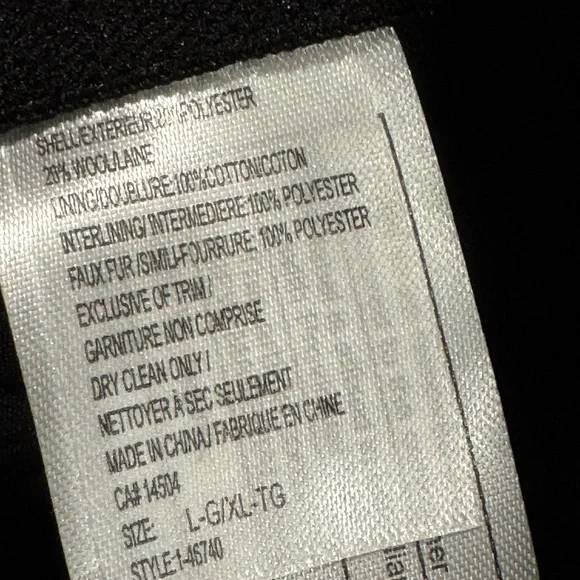 SHELL/EXTERIEUR: POLYESTER
20% WOOL/LAINE
LINING/DOUBLURE:100%COTTON/COTON
INTERLINING/ INTERMEDIERE:100% POLYESTER
FAUX FUR /SIMILI-FOURRURE: 100% POLYESTER
EXCLUSIVE OF TRIM /
GARNITURE NON COMPRISE
DRY CLEAN ONLY /
NETTOYER À SEC SEULEMENT
MADE IN CHINA / FABRIQUE EN CHINE
CA# 14504
SIZE: L-G/XL-TG
STYLE:1-46740